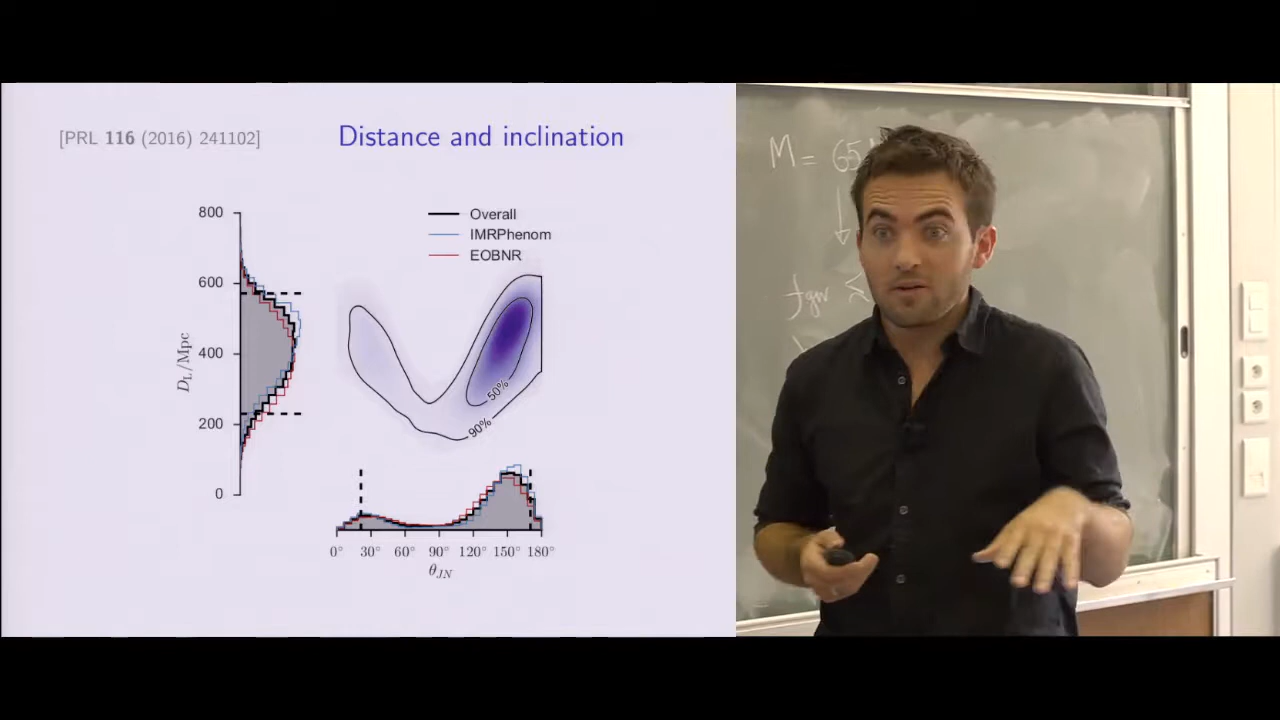 [PRL 116 (2016) 241102]
Distance and inclination
Overall
IMRPhenom
EOBNR
800
600
400
200
0
D_L/Mpc
50%
90%
0° 30° 60° 90° 120° 150° 180°
θ_JN
M = 65
f_gw ≲